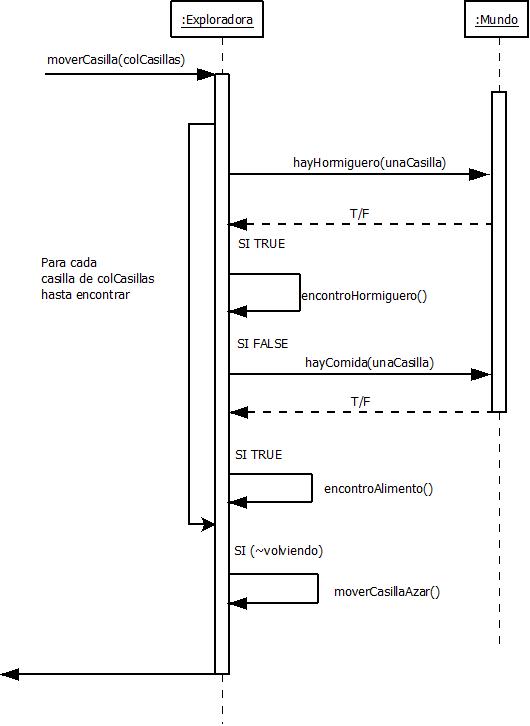 :Exploradora
:Mundo
moverCasilla(colCasillas)
hayHormiguero(unaCasilla)
T/F
SI TRUE
Para cada
casilla de colCasillas
hasta encontrar
encontroHormiguero()
SI FALSE
hayComida(unaCasilla)
T/F
SI TRUE
encontroAlimento()
SI (~volviendo)
moverCasillaAzar()